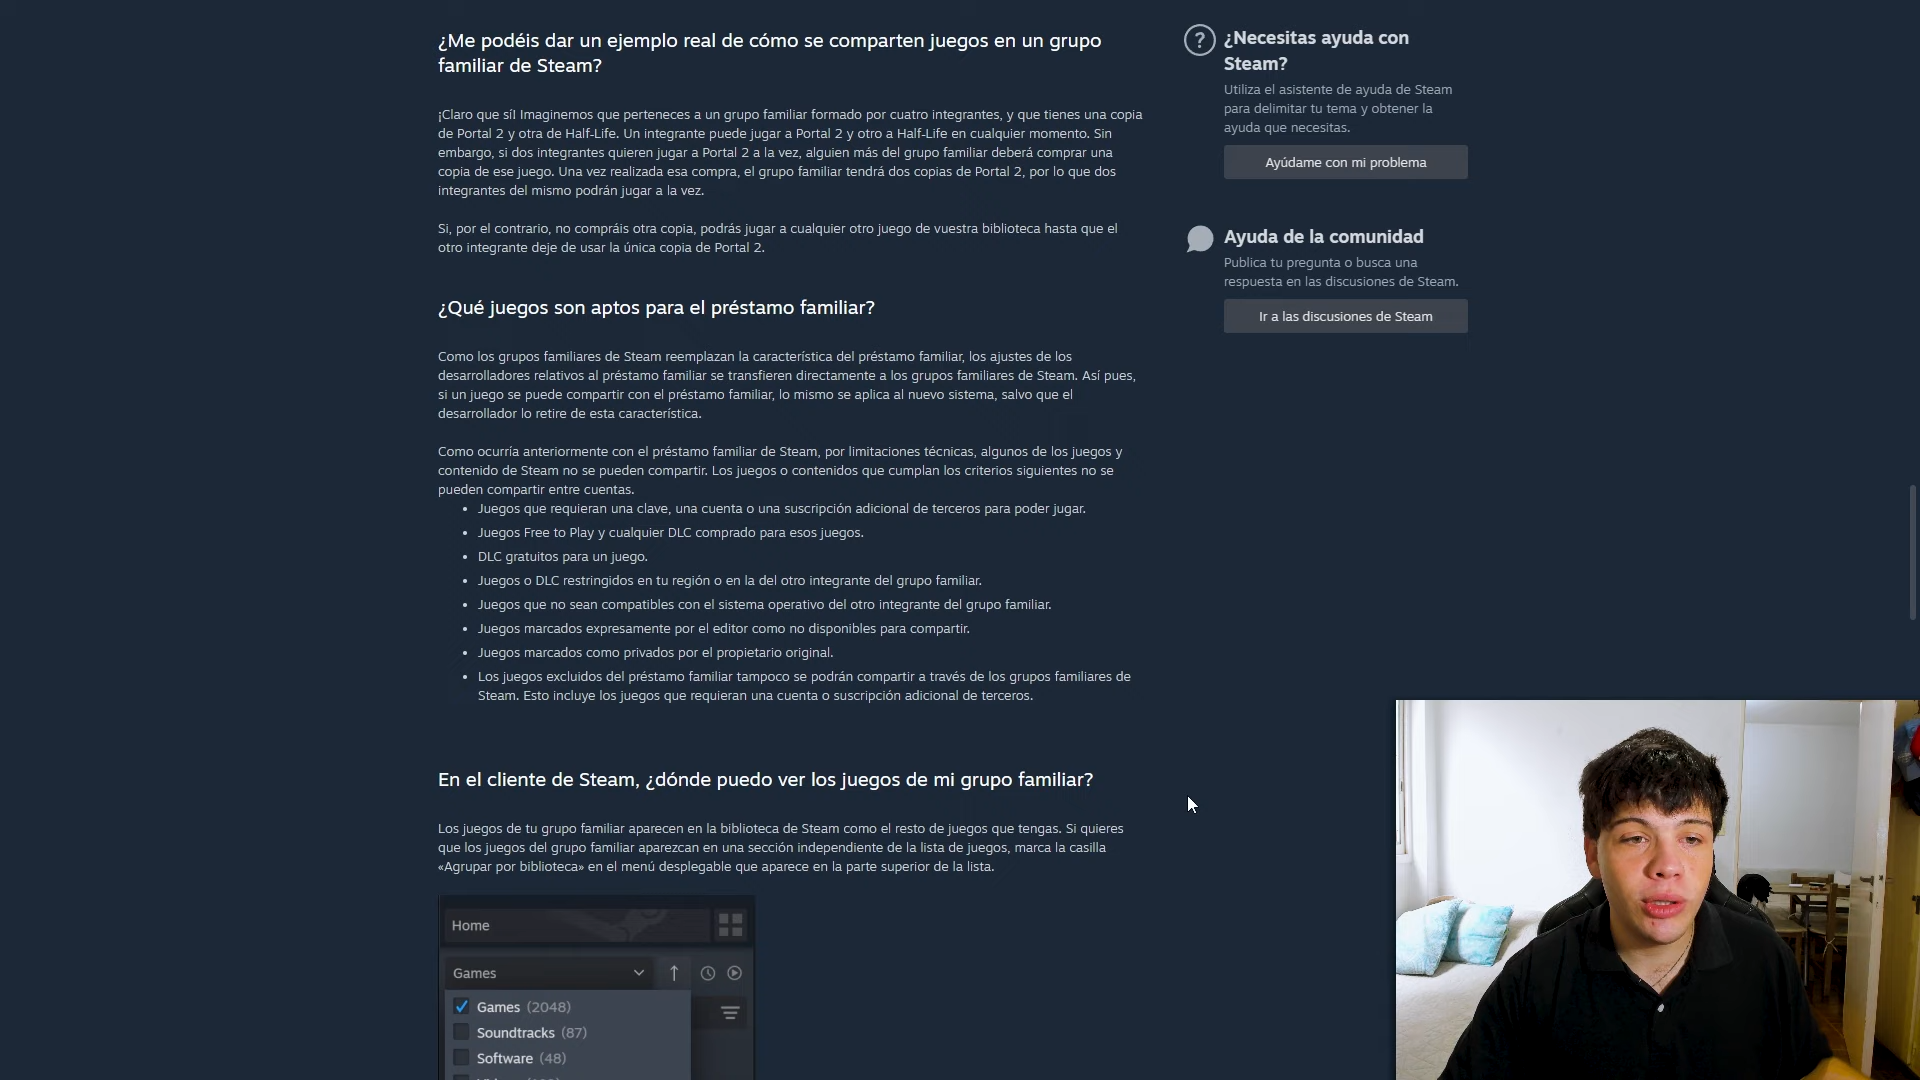 ¿Me podéis dar un ejemplo real de cómo se comparten juegos en un grupo
familiar de Steam?
¡Claro que sí! Imaginemos que perteneces a un grupo familiar formado por cuatro integrantes, y que tienes una copia
de Portal 2 y otra de Half-Life. Un integrante puede jugar a Portal 2 y otro a Half-Life en cualquier momento. Sin
embargo, si dos integrantes quieren jugar a Portal 2 a la vez, alguien más del grupo familiar deberá comprar una
copia de ese juego. Una vez realizada esa compra, el grupo familiar tendrá dos copias de Portal 2, por lo que dos
integrantes del mismo podrán jugar a la vez.
Si, por el contrario, no compráis otra copia, podrás jugar a cualquier otro juego de vuestra biblioteca hasta que el
otro integrante deje de usar la única copia de Portal 2.
¿Qué juegos son aptos para el préstamo familiar?
Como los grupos familiares de Steam reemplazan la característica del préstamo familiar, los ajustes de los
desarrolladores relativos al préstamo familiar se transfieren directamente a los grupos familiares de Steam. Así pues,
si un juego se puede compartir con el préstamo familiar, lo mismo se aplica al nuevo sistema, salvo que el
desarrollador lo retire de esta característica.
Como ocurría anteriormente con el préstamo familiar de Steam, por limitaciones técnicas, algunos de los juegos y
contenido de Steam no se pueden compartir. Los juegos o contenidos que cumplan los criterios siguientes no se
pueden compartir entre cuentas.
• Juegos que requieran una clave, una cuenta o una suscripción adicional de terceros para poder jugar.
• Juegos Free to Play y cualquier DLC comprado para esos juegos.
• DLC gratuitos para un juego.
• Juegos o DLC restringidos en tu región o en la del otro integrante del grupo familiar.
• Juegos que no sean compatibles con el sistema operativo del otro integrante del grupo familiar.
• Juegos marcados expresamente por el editor como no disponibles para compartir.
• Juegos marcados como privados por el propietario original.
• Los juegos excluidos del préstamo familiar tampoco se podrán compartir a través de los grupos familiares de
Steam. Esto incluye los juegos que requieran una cuenta o suscripción adicional de terceros.
En el cliente de Steam, ¿dónde puedo ver los juegos de mi grupo familiar?
Los juegos de tu grupo familiar aparecen en la biblioteca de Steam como el resto de juegos que tengas. Si quieres
que los juegos del grupo familiar aparezcan en una sección independiente de la lista de juegos, marca la casilla
«Agrupar por biblioteca» en el menú desplegable que aparece en la parte superior de la lista.
Home
Games
Games (2048)
Soundtracks (87)
Software (48)
¿Necesitas ayuda con
Steam?
Utiliza el asistente de ayuda de Steam
para delimitar tu tema y obtener la
ayuda que necesitas.
Ayúdame con mi problema
Ayuda de la comunidad
Publica tu pregunta o busca una
respuesta en las discusiones de Steam.
Ir a las discusiones de Steam